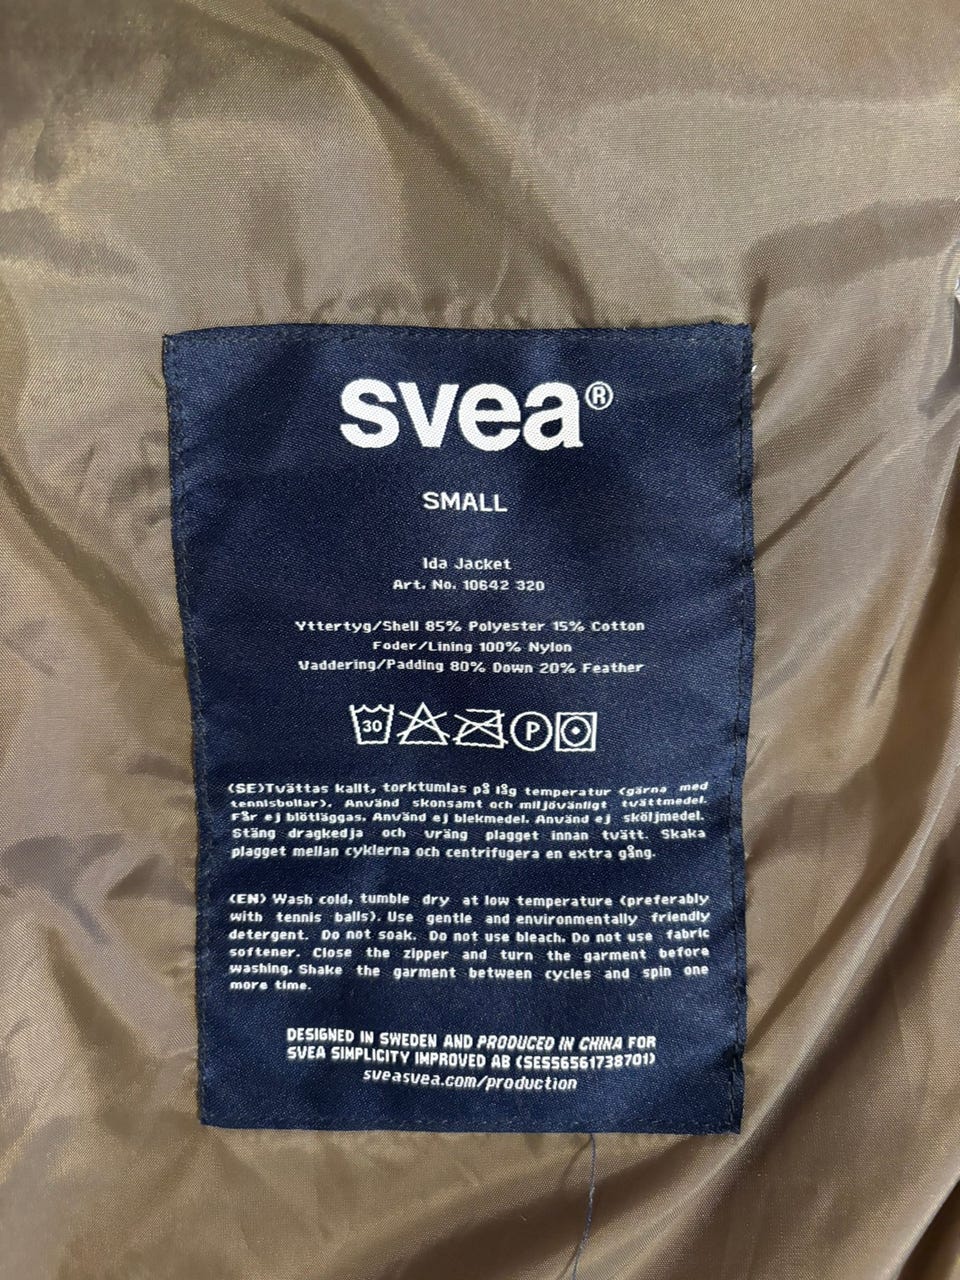 svea®
SMALL
Ida Jacket
Art. No. 10642 320
Yttertyg/Shell 85% Polyester 15% Cotton
Foder/Lining 100% Nylon
Vaddering/Padding 80% Down 20% Feather
30 P
(SE)Tvättas kallt, torktumlas på låg temperatur (gärna med
tennisbollar). Använd skonsamt och miljövänligt tvättmedel.
Får ej blötläggas. Använd ej blekmedel. Använd ej sköljmedel.
Stäng dragkedja och vräng plagget innan tvätt. Skaka
plagget mellan cyklerna och centrifugera en extra gång.
(EN) Wash cold, tumble dry at low temperature (preferably
with tennis balls). Use gentle and environmentally friendly
detergent. Do not soak. Do not use bleach. Do not use fabric
softener. Close the zipper and turn the garment before
washing. Shake the garment between cycles and spin one
more time.
DESIGNED IN SWEDEN AND PRODUCED IN CHINA FOR
SVEA SIMPLICITY IMPROVED AB (SE556561738701)
sveasvea.com/production